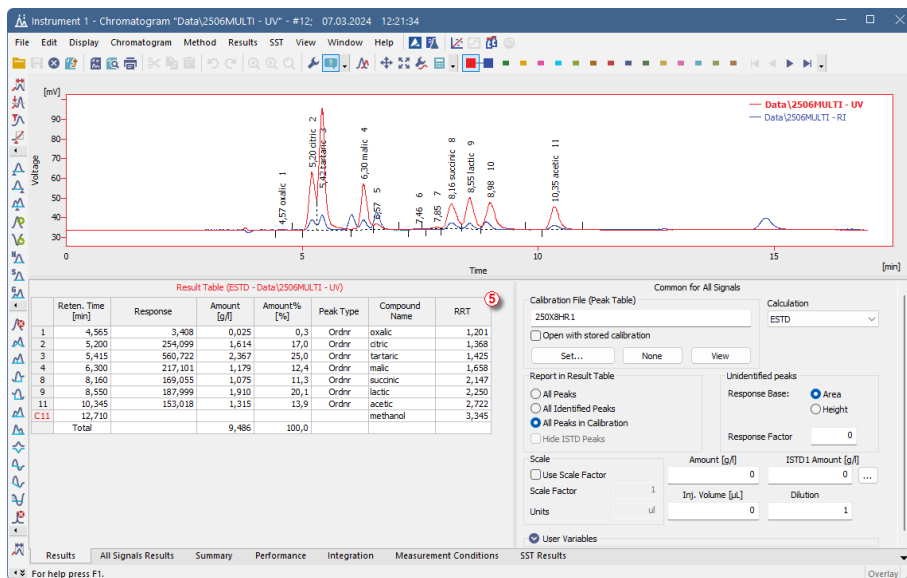 Instrument 1 - Chromatogram "Data\2506MULTI - UV" - #12;  07.03.2024  12:21:34
File Edit Display Chromatogram Method Results SST View Window Help
[mV]
Data\2506MULTI - UV
Data\2506MULTI - RI
90
80
70
60
50
40
30
Voltage
4,57 oxalic 1
5,20 citric 2
5,42 tartaric 3
6,30 malic 4
6,57 5
7,46 6
7,85 7
8,16 succinic 8
8,55 lactic 9
8,98 10
10,35 acetic 11
0 5 10 15
Time
[min]
Result Table (ESTD - Data\2506MULTI - UV)
5
Reten. Time [min] Response Amount [g/l] Amount% [%] Peak Type Compound Name RRT
1 4,565 3,408 0,025 0,3 Ordnr oxalic 1,201
2 5,200 254,099 1,614 17,0 Ordnr citric 1,368
3 5,415 560,722 2,367 25,0 Ordnr tartaric 1,425
4 6,300 217,101 1,179 12,4 Ordnr malic 1,658
8 8,160 169,055 1,075 11,3 Ordnr succinic 2,147
9 8,550 187,999 1,910 20,1 Ordnr lactic 2,250
11 10,345 153,018 1,315 13,9 Ordnr acetic 2,722
C11 12,710 methanol 3,345
Total 9,486 100,0
Common for All Signals
Calibration File (Peak Table)
250X8HR1
Open with stored calibration
Set... None View
Calculation
ESTD
Report in Result Table
All Peaks
All Identified Peaks
All Peaks in Calibration
Hide ISTD Peaks
Unidentified peaks
Response Base: Area
Height
Response Factor 0
Scale
Use Scale Factor
Scale Factor 1
Units ul
Amount [g/l]
0
ISTD1 Amount [g/l]
0 ...
Inj. Volume [µL]
0
Dilution
1
User Variables
Results All Signals Results Summary Performance Integration Measurement Conditions SST Results
For help press F1.
Overlay